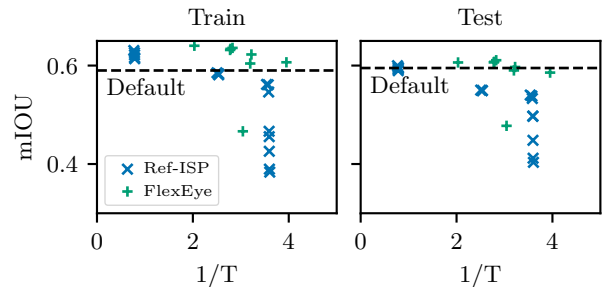 Train
Test
mIOU
0.6
0.4
Default
Default
Ref-ISP
FlexEye
0
2
4
0
2
4
1/T
1/T